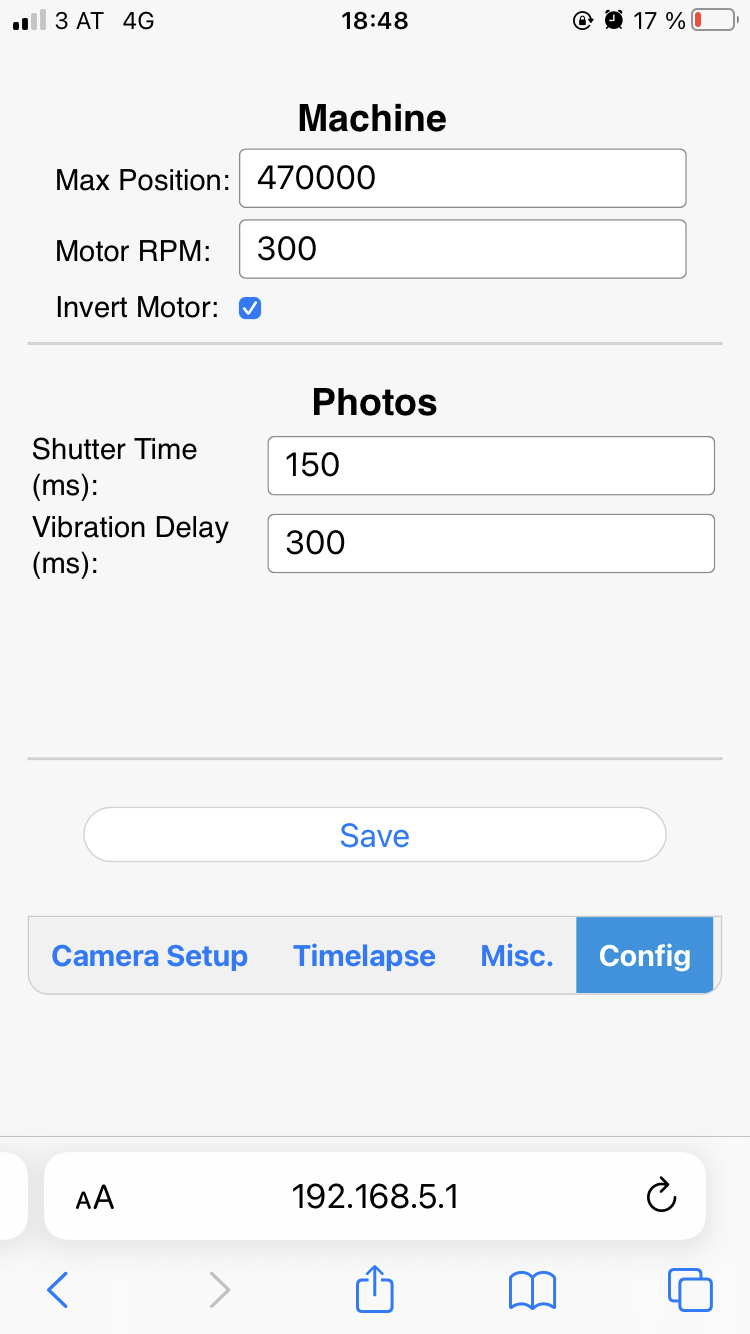 3 AT 4G 18:48 17 %
Machine
Max Position: 470000
Motor RPM: 300
Invert Motor:
Photos
Shutter Time
(ms):
150
Vibration Delay
(ms):
300
Save
Camera Setup Timelapse Misc. Config
AA 192.168.5.1